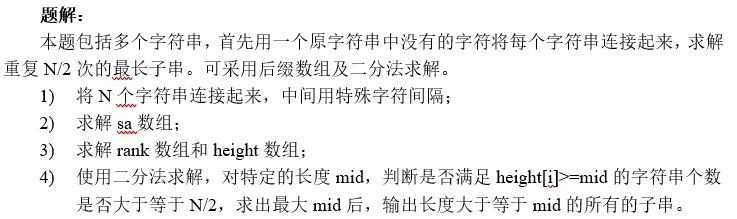 题解：
本题包括多个字符串，首先用一个原字符串中没有的字符将每个字符串连接起来，求解
重复 N/2 次的最长子串。可采用后缀数组及二分法求解。
1) 将 N 个字符串连接起来，中间用特殊字符间隔；
2) 求解 sa 数组；
3) 求解 rank 数组和 height 数组；
4) 使用二分法求解，对特定的长度 mid，判断是否满足 height[i]>=mid 的字符串个数
是否大于等于 N/2，求出最大 mid 后，输出长度大于等于 mid 的所有的子串。